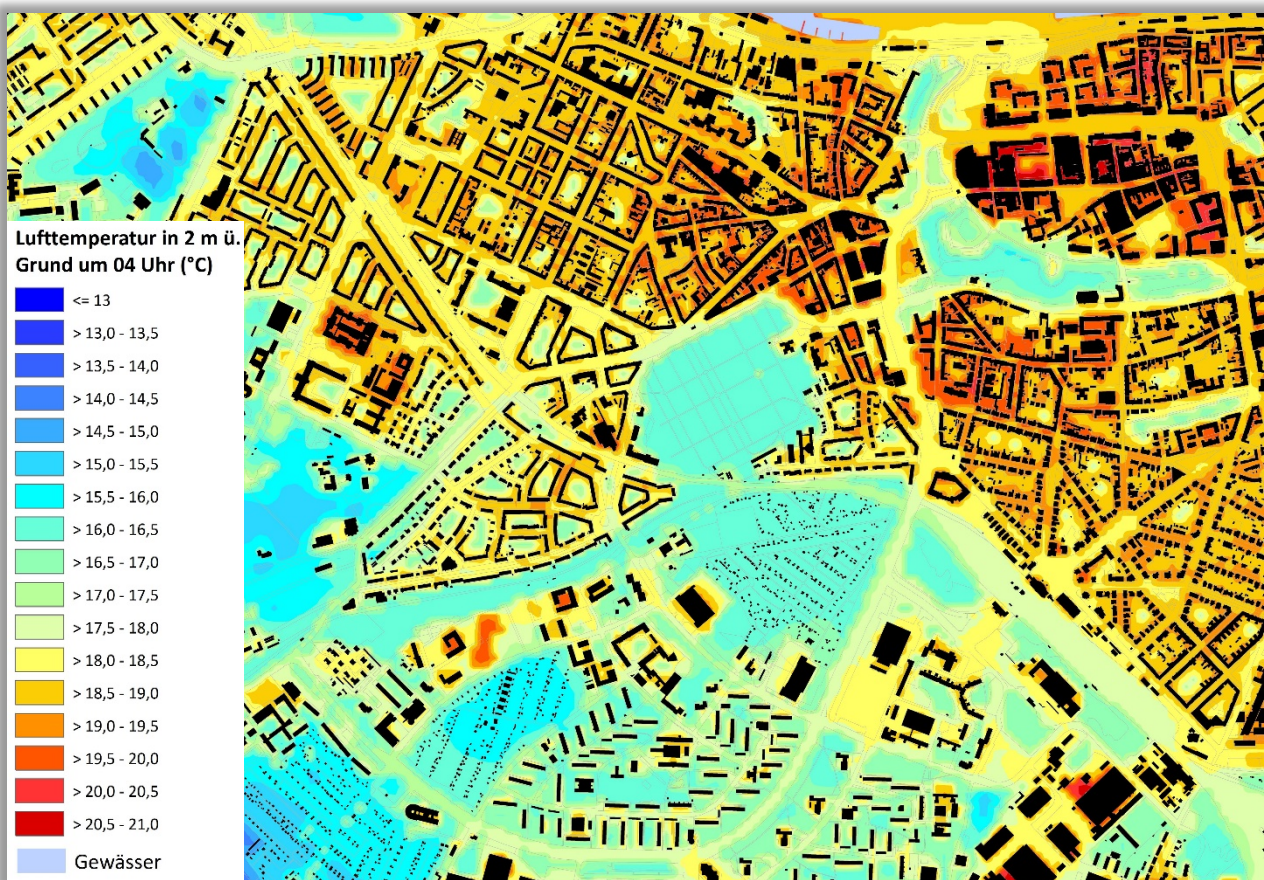 Lufttemperatur in 2 m ü.
Grund um 04 Uhr (°C)
<= 13
> 13,0 - 13,5
> 13,5 - 14,0
> 14,0 - 14,5
> 14,5 - 15,0
> 15,0 - 15,5
> 15,5 - 16,0
> 16,0 - 16,5
> 16,5 - 17,0
> 17,0 - 17,5
> 17,5 - 18,0
> 18,0 - 18,5
> 18,5 - 19,0
> 19,0 - 19,5
> 19,5 - 20,0
> 20,0 - 20,5
> 20,5 - 21,0
Gewässer